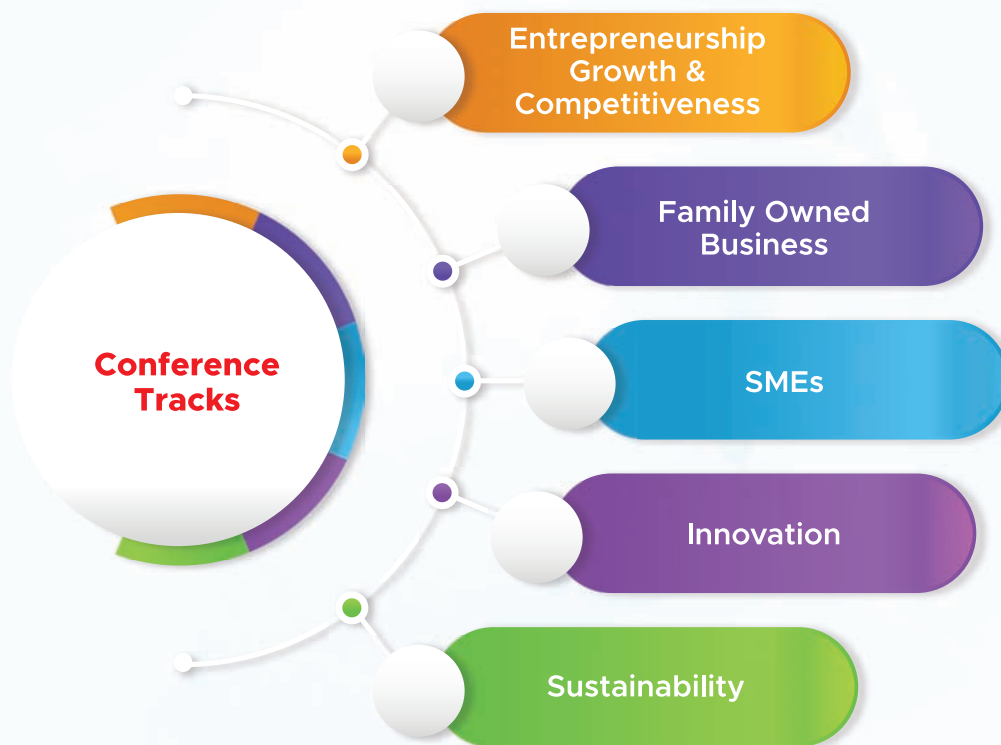 Entrepreneurship
Growth &
Competitiveness
Family Owned
Business
Conference
Tracks
SMEs
Innovation
Sustainability